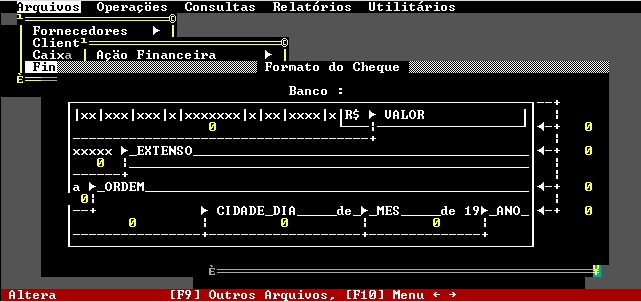 Arquivos Operações Consultas Relatórios Utilitários
Fornecedores
Client
Caixa Ação Financeira
Fin
Formato do Cheque
Banco :
|xx|xxx|xxx|x|xxxxxxx|x|xx|xxxx|x|R$ VALOR
0 0
xxxxx _EXTENSO
0
0
a _ORDEM
0
0
CIDADE_DIA_____de_ _MES_____de 19 _ANO_
0
0 0 0
Altera [F9] Outros Arquivos, [F10] Menu ← →